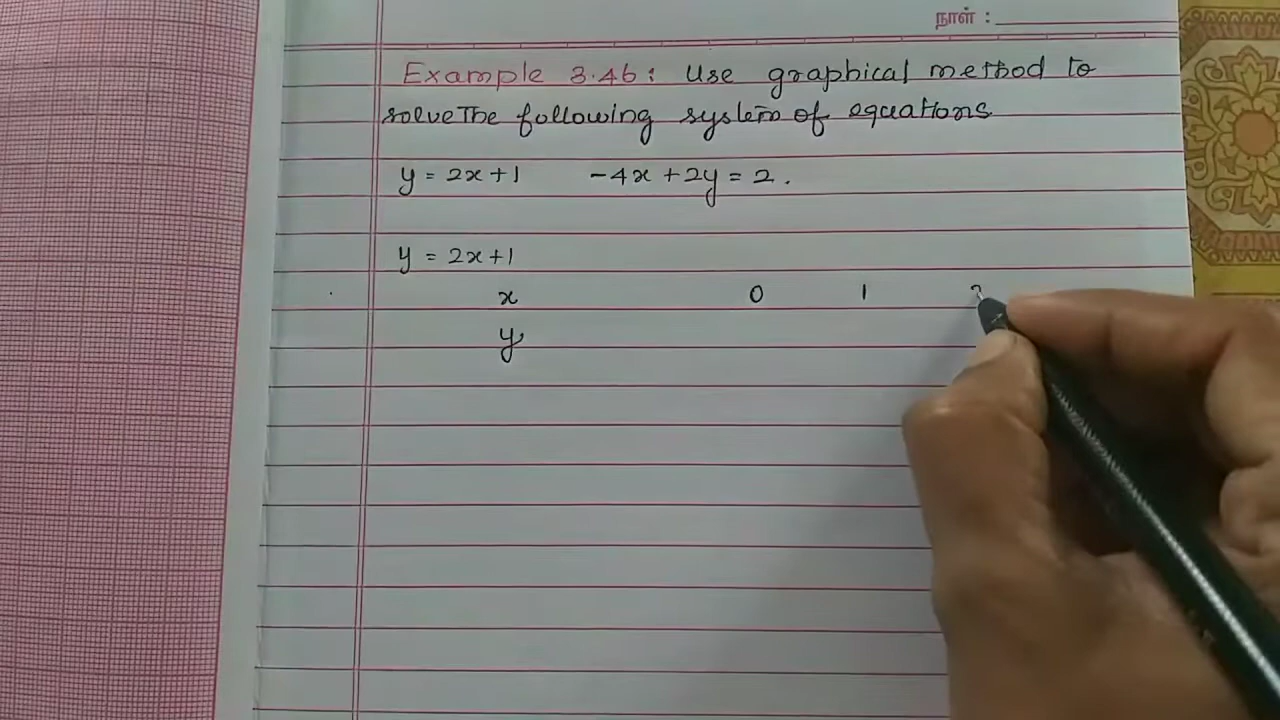 நாள் :
Example 3.46: Use graphical method to
solve The following system of equations
y = 2x+1 -4x +2y = 2 .
y = 2x+1
x 0 1
y